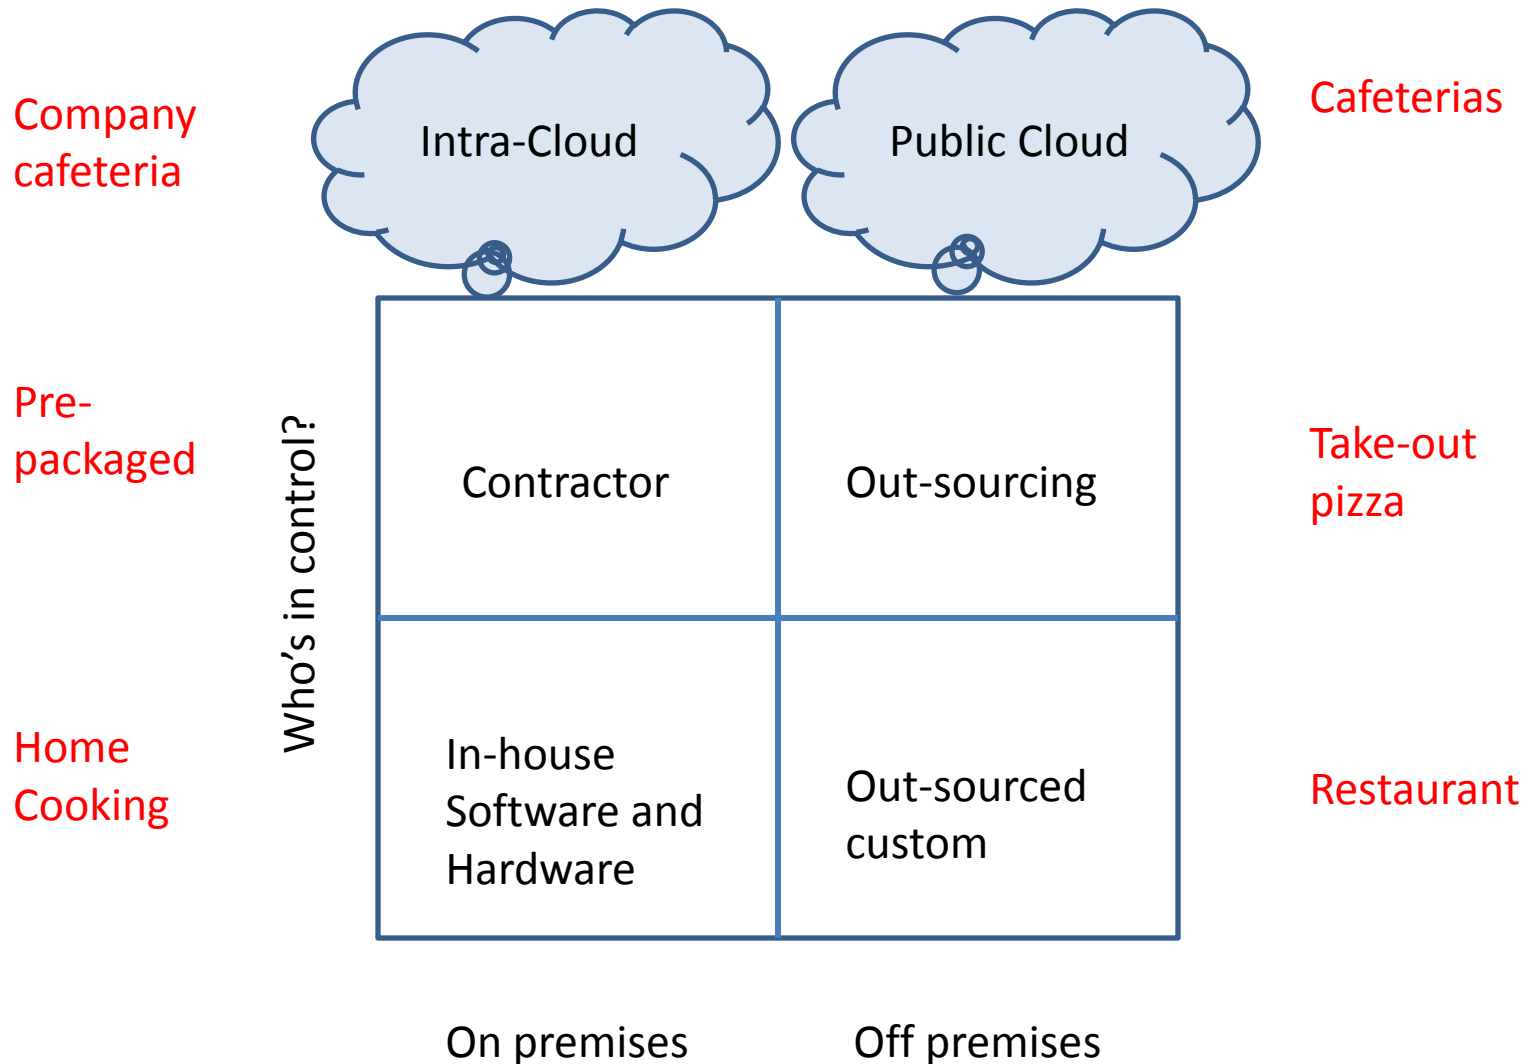 Company
cafeteria
Intra-Cloud
Public Cloud
Cafeterias
Pre-
packaged
Who's in control?
Contractor
Out-sourcing
Take-out
pizza
Home
Cooking
In-house
Software and
Hardware
Out-sourced
custom
Restaurant
On premises
Off premises